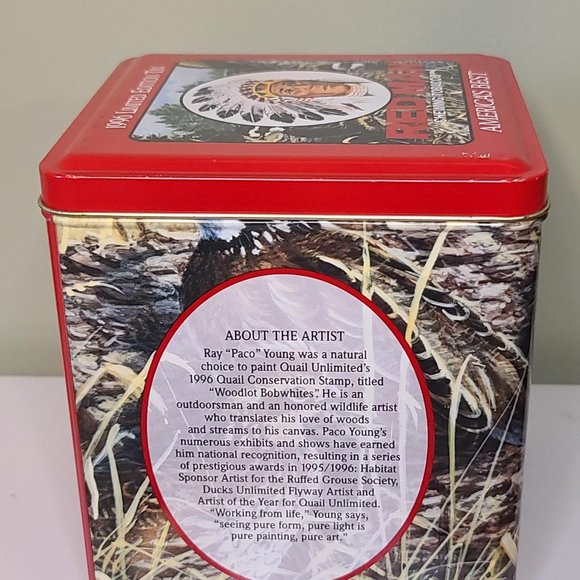 1996 LIMITED EDITION TIN
RED MAN
CHEWING TOBACCO
AMERICA'S BEST
ABOUT THE ARTIST
Ray "Paco" Young was a natural
choice to paint Quail Unlimited's
1996 Quail Conservation Stamp, titled
"Woodlot Bobwhites". He is an
outdoorsman and an honored wildlife artist
who translates his love of woods
and streams to his canvas. Paco Young's
numerous exhibits and shows have earned
him national recognition, resulting in a series
of prestigious awards in 1995/1996: Habitat
Sponsor Artist for the Ruffed Grouse Society,
Ducks Unlimited Flyway Artist and
Artist of the Year for Quail Unlimited.
"Working from life," Young says,
"seeing pure form, pure light is
pure painting, pure art."